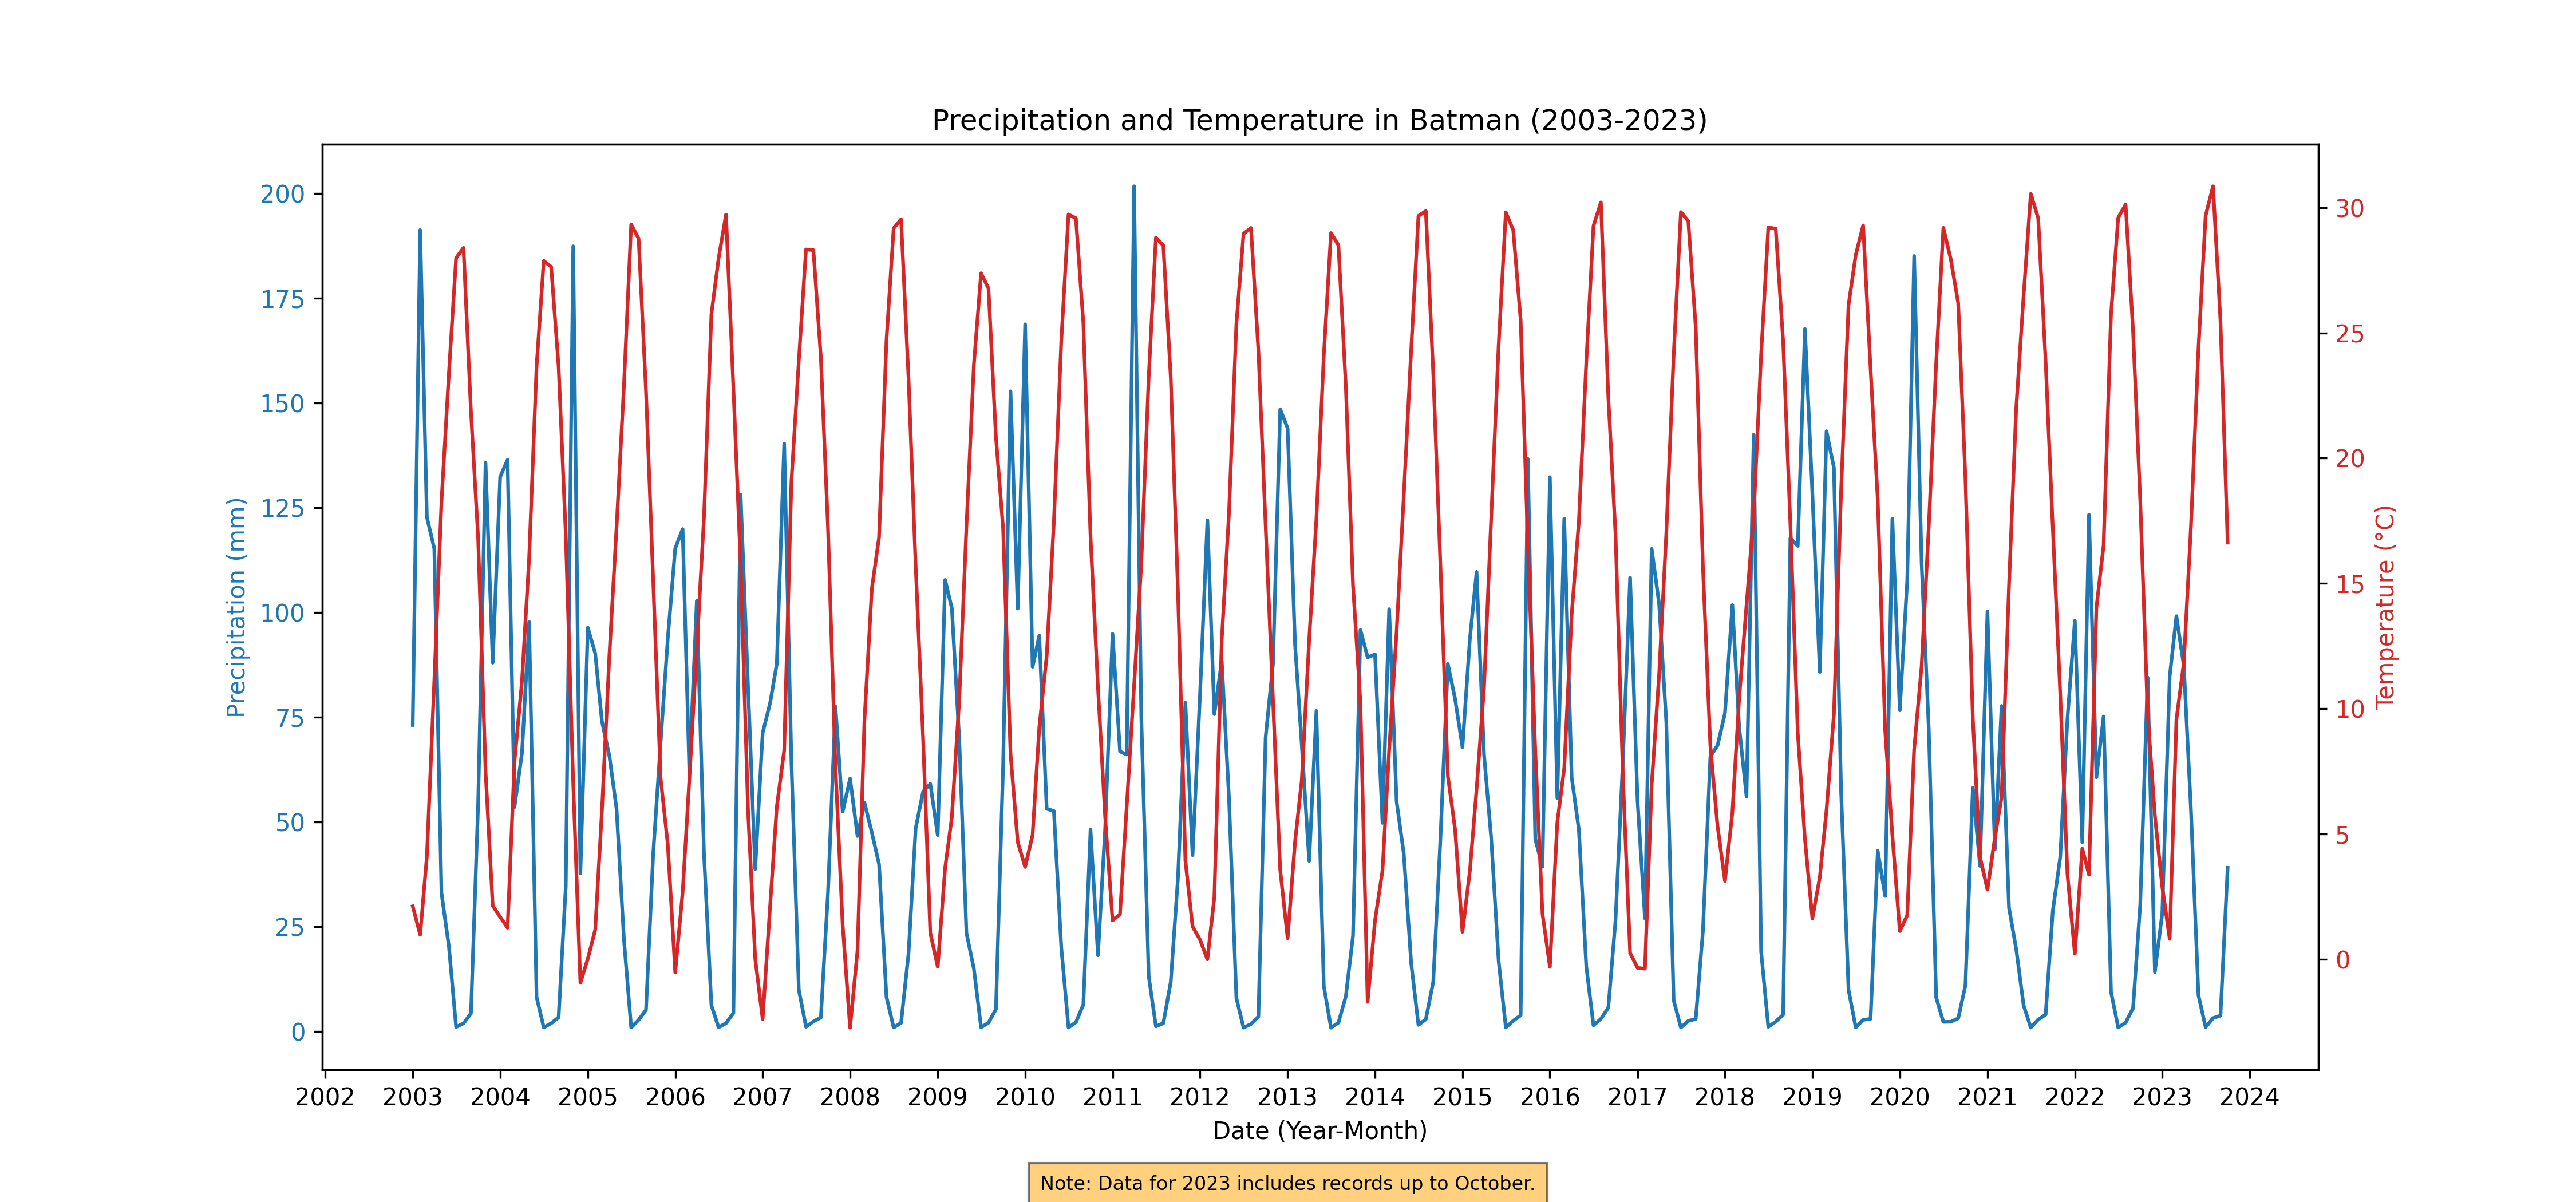 Precipitation and Temperature in Batman (2003-2023)
200
175
150
125
100
75
50
25
0
Precipitation (mm)
30
25
20
15
10
5
0
Temperature (°C)
2002 2003 2004 2005 2006 2007 2008 2009 2010 2011 2012 2013 2014 2015 2016 2017 2018 2019 2020 2021 2022 2023 2024
Date (Year-Month)
Note: Data for 2023 includes records up to October.